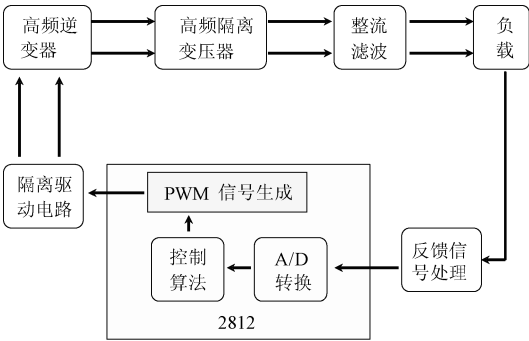 高频逆
变器
高频隔离
变压器
整流
滤波
负
载
隔离驱
动电路
PWM 信号生成
控制
算法
A/D
转换
反馈信
号处理
2812